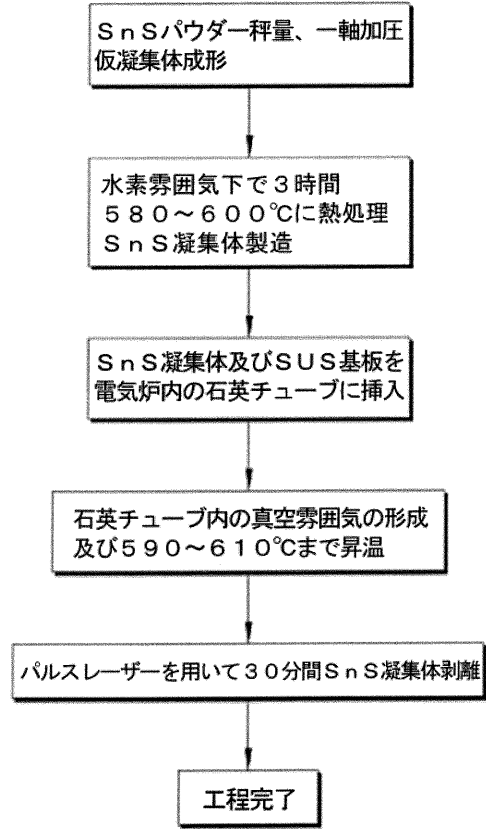 ＳｎＳパウダー秤量、一軸加圧
仮凝集体成形
水素雰囲気下で３時間
５８０～６００℃に熱処理
ＳｎＳ凝集体製造
ＳｎＳ凝集体及びＳＵＳ基板を
電気炉内の石英チューブに挿入
石英チューブ内の真空雰囲気の形成
及び５９０～６１０℃まで昇温
パルスレーザーを用いて３０分間ＳｎＳ凝集体剥離
工程完了